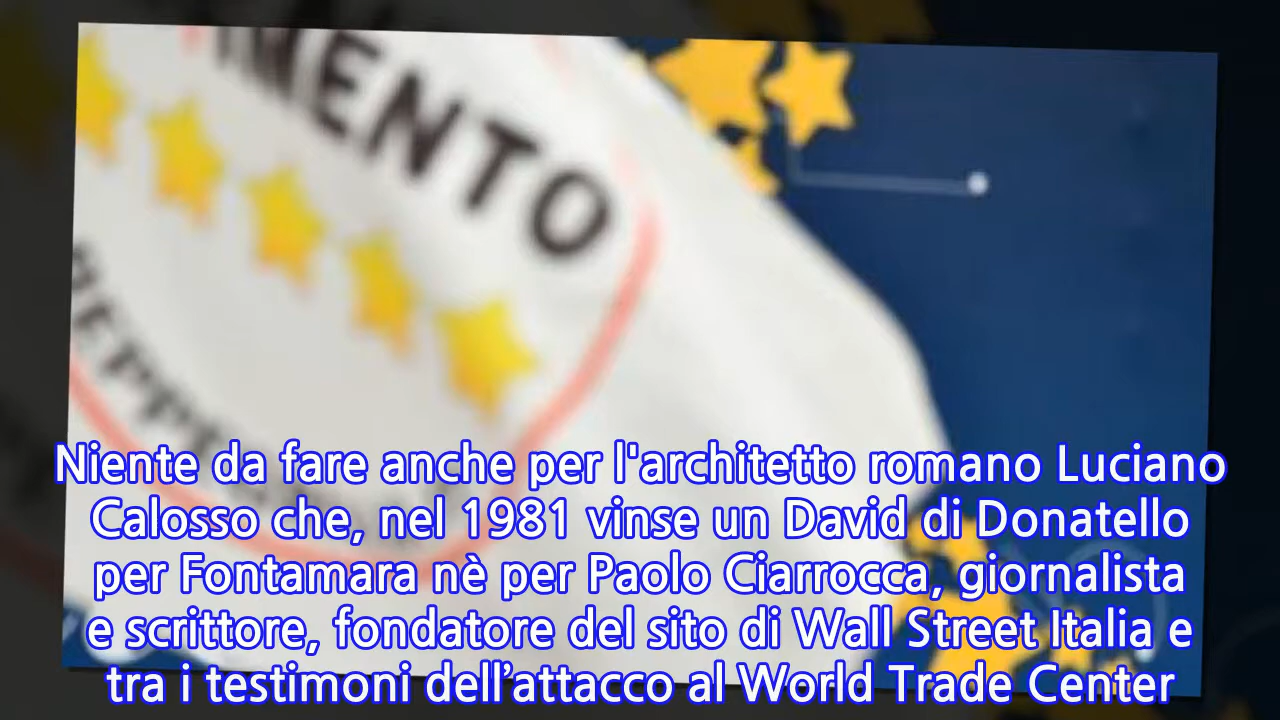 MENTO
Niente da fare anche per l'architetto romano Luciano
Calosso che, nel 1981 vinse un David di Donatello
per Fontamara nè per Paolo Ciarrocca, giornalista
e scrittore, fondatore del sito di Wall Street Italia e
tra i testimoni dell’attacco al World Trade Center